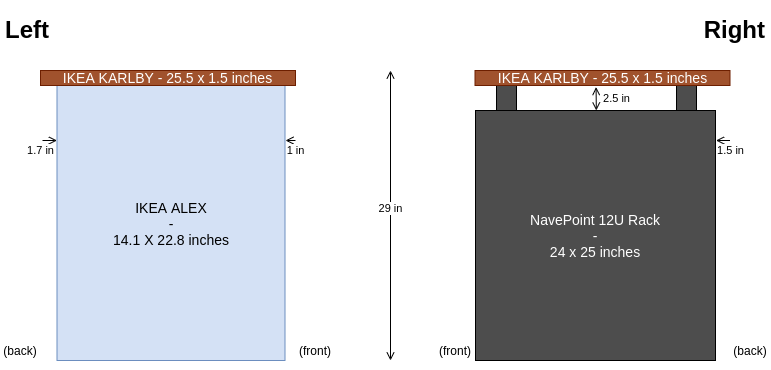 Left
Right
IKEA KARLBY - 25.5 x 1.5 inches
IKEA KARLBY - 25.5 x 1.5 inches
2.5 in
1.7 in
1 in
1.5 in
IKEA ALEX
-
14.1 X 22.8 inches
29 in
NavePoint 12U Rack
-
24 x 25 inches
(back)
(front)
(front)
(back)